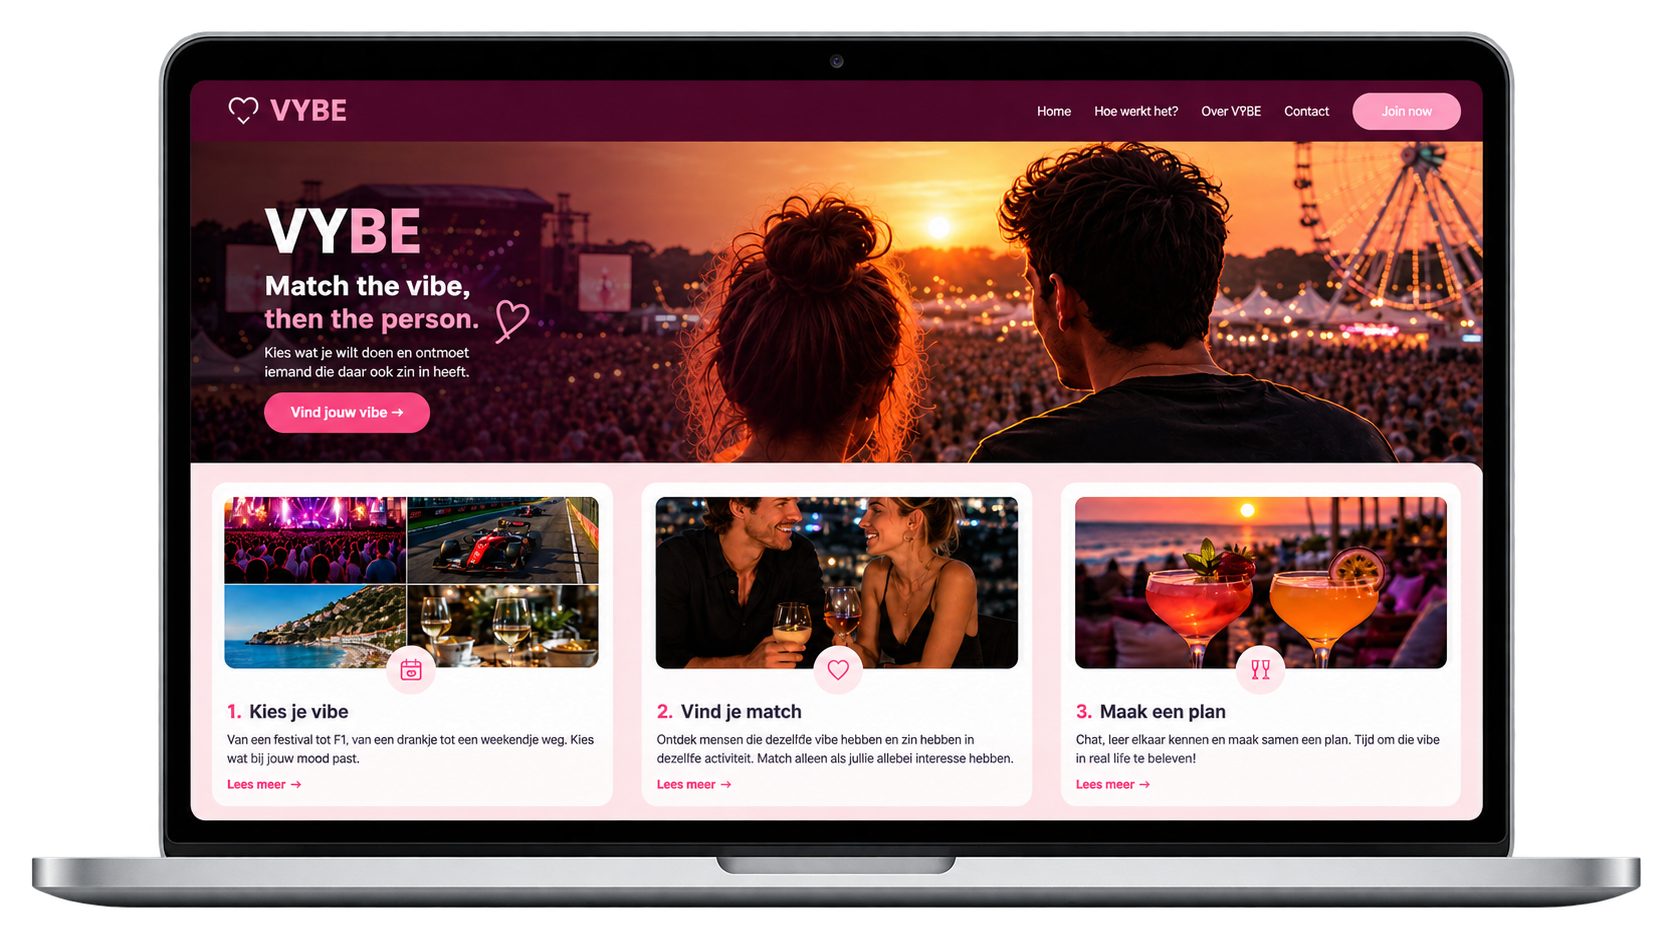 VYBE
Home
Hoe werkt het?
Over VYBE
Contact
Join now
VYBE
Match the vibe,
then the person.
Kies wat je wilt doen en ontmoet
iemand die daar ook zin in heeft.
Vind jouw vibe →
1. Kies je vibe
Van een festival tot F1, van een drankje tot een weekendje weg. Kies
wat bij jouw mood past.
Lees meer →
2. Vind je match
Ontdek mensen die dezelfde vibe hebben en zin hebben in
dezelfde activiteit. Match alleen als jullie allebei interesse hebben.
Lees meer →
3. Maak een plan
Chat, leer elkaar kennen en maak samen een plan. Tijd om die vibe
in real life te beleven!
Lees meer →